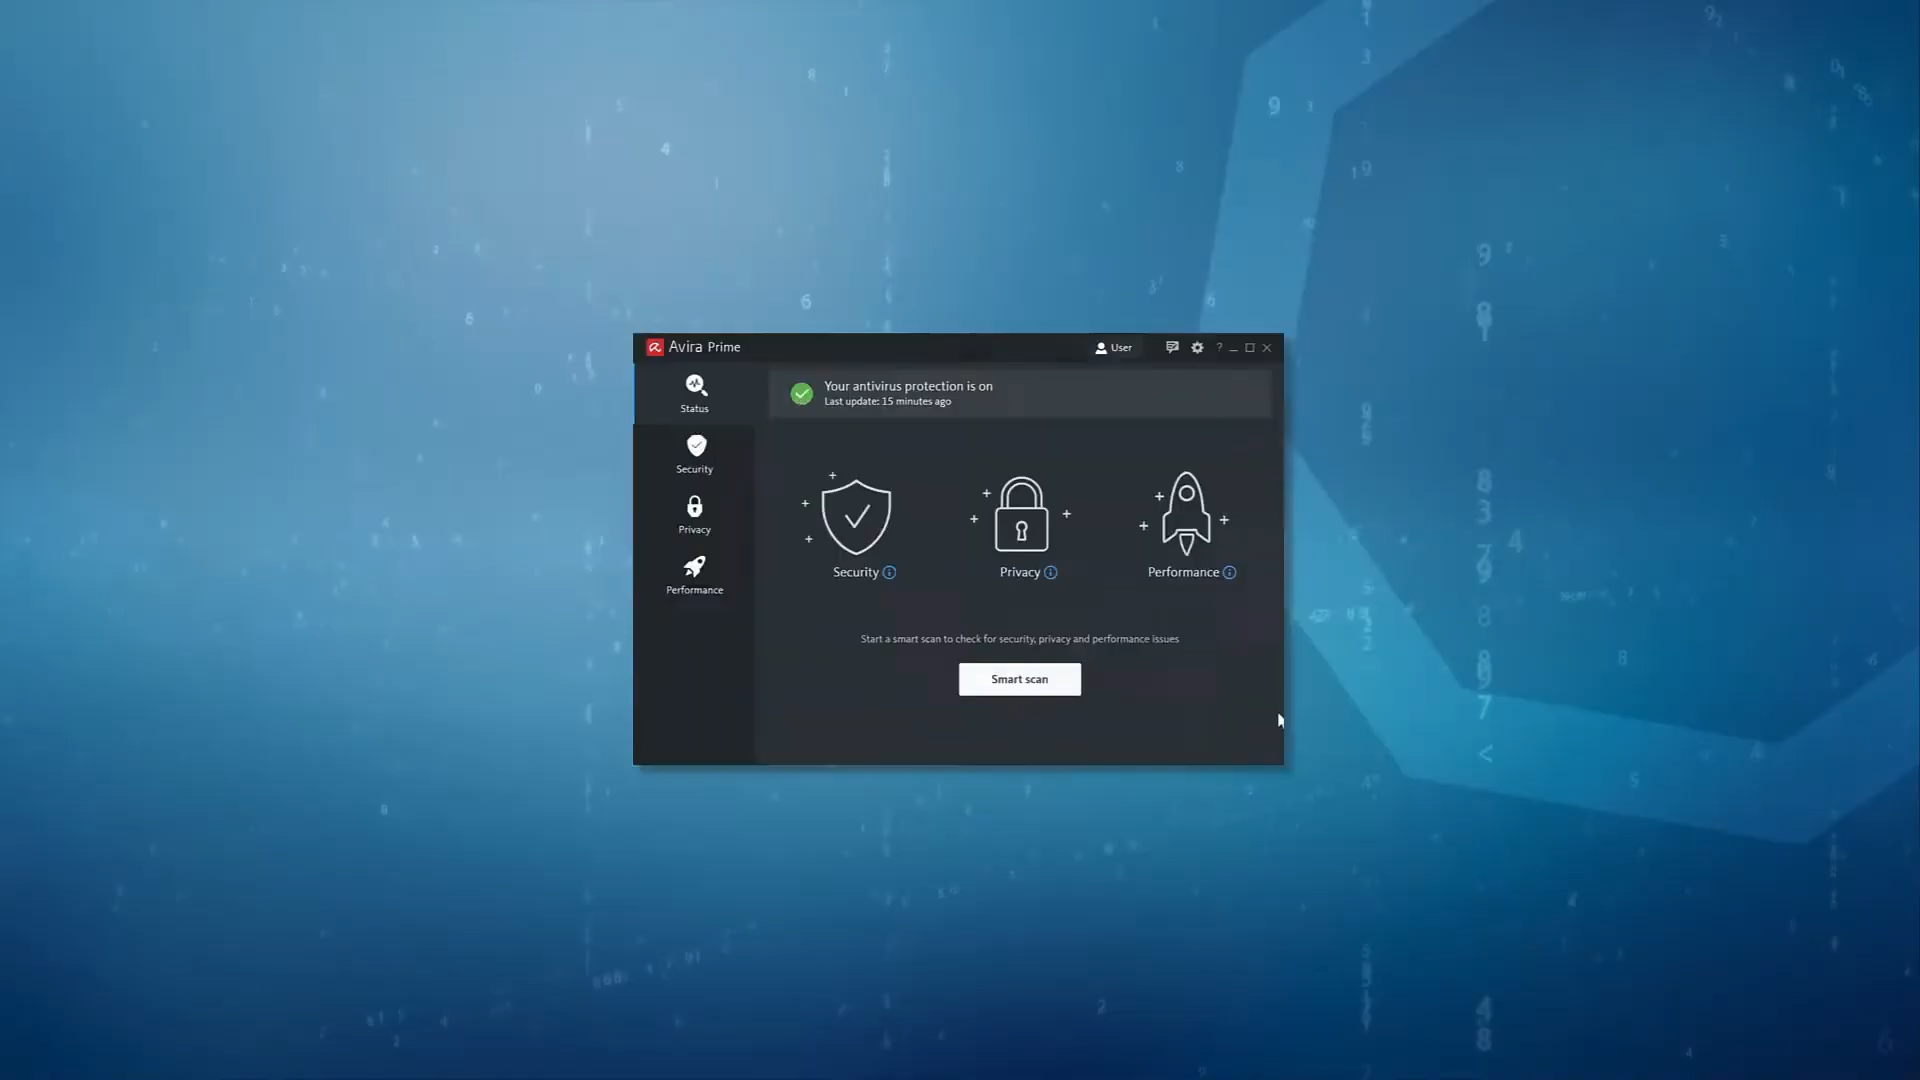 Avira Prime
User
?
Status
Your antivirus protection is on
Last update: 15 minutes ago
Security
Privacy
Performance
Security
Privacy
Performance
Start a smart scan to check for security, privacy and performance issues
Smart scan